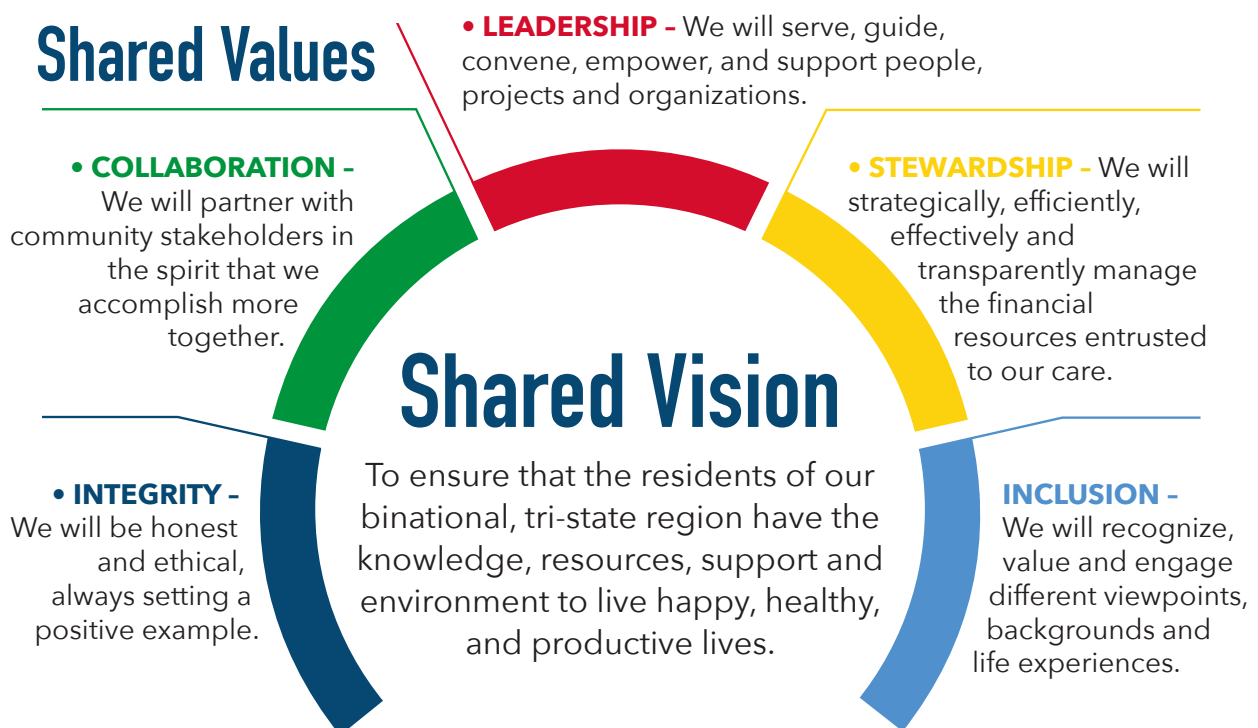 Shared Values
• LEADERSHIP – We will serve, guide,
convene, empower, and support people,
projects and organizations.
• COLLABORATION –
We will partner with
community stakeholders in
the spirit that we
accomplish more
together.
• STEWARDSHIP – We will
strategically, efficiently,
effectively and
transparently manage
the financial
resources entrusted
to our care.
• INTEGRITY –
We will be honest
and ethical,
always setting a
positive example.
Shared Vision
To ensure that the residents of our
binational, tri-state region have the
knowledge, resources, support and
environment to live happy, healthy,
and productive lives.
INCLUSION –
We will recognize,
value and engage
different viewpoints,
backgrounds and
life experiences.